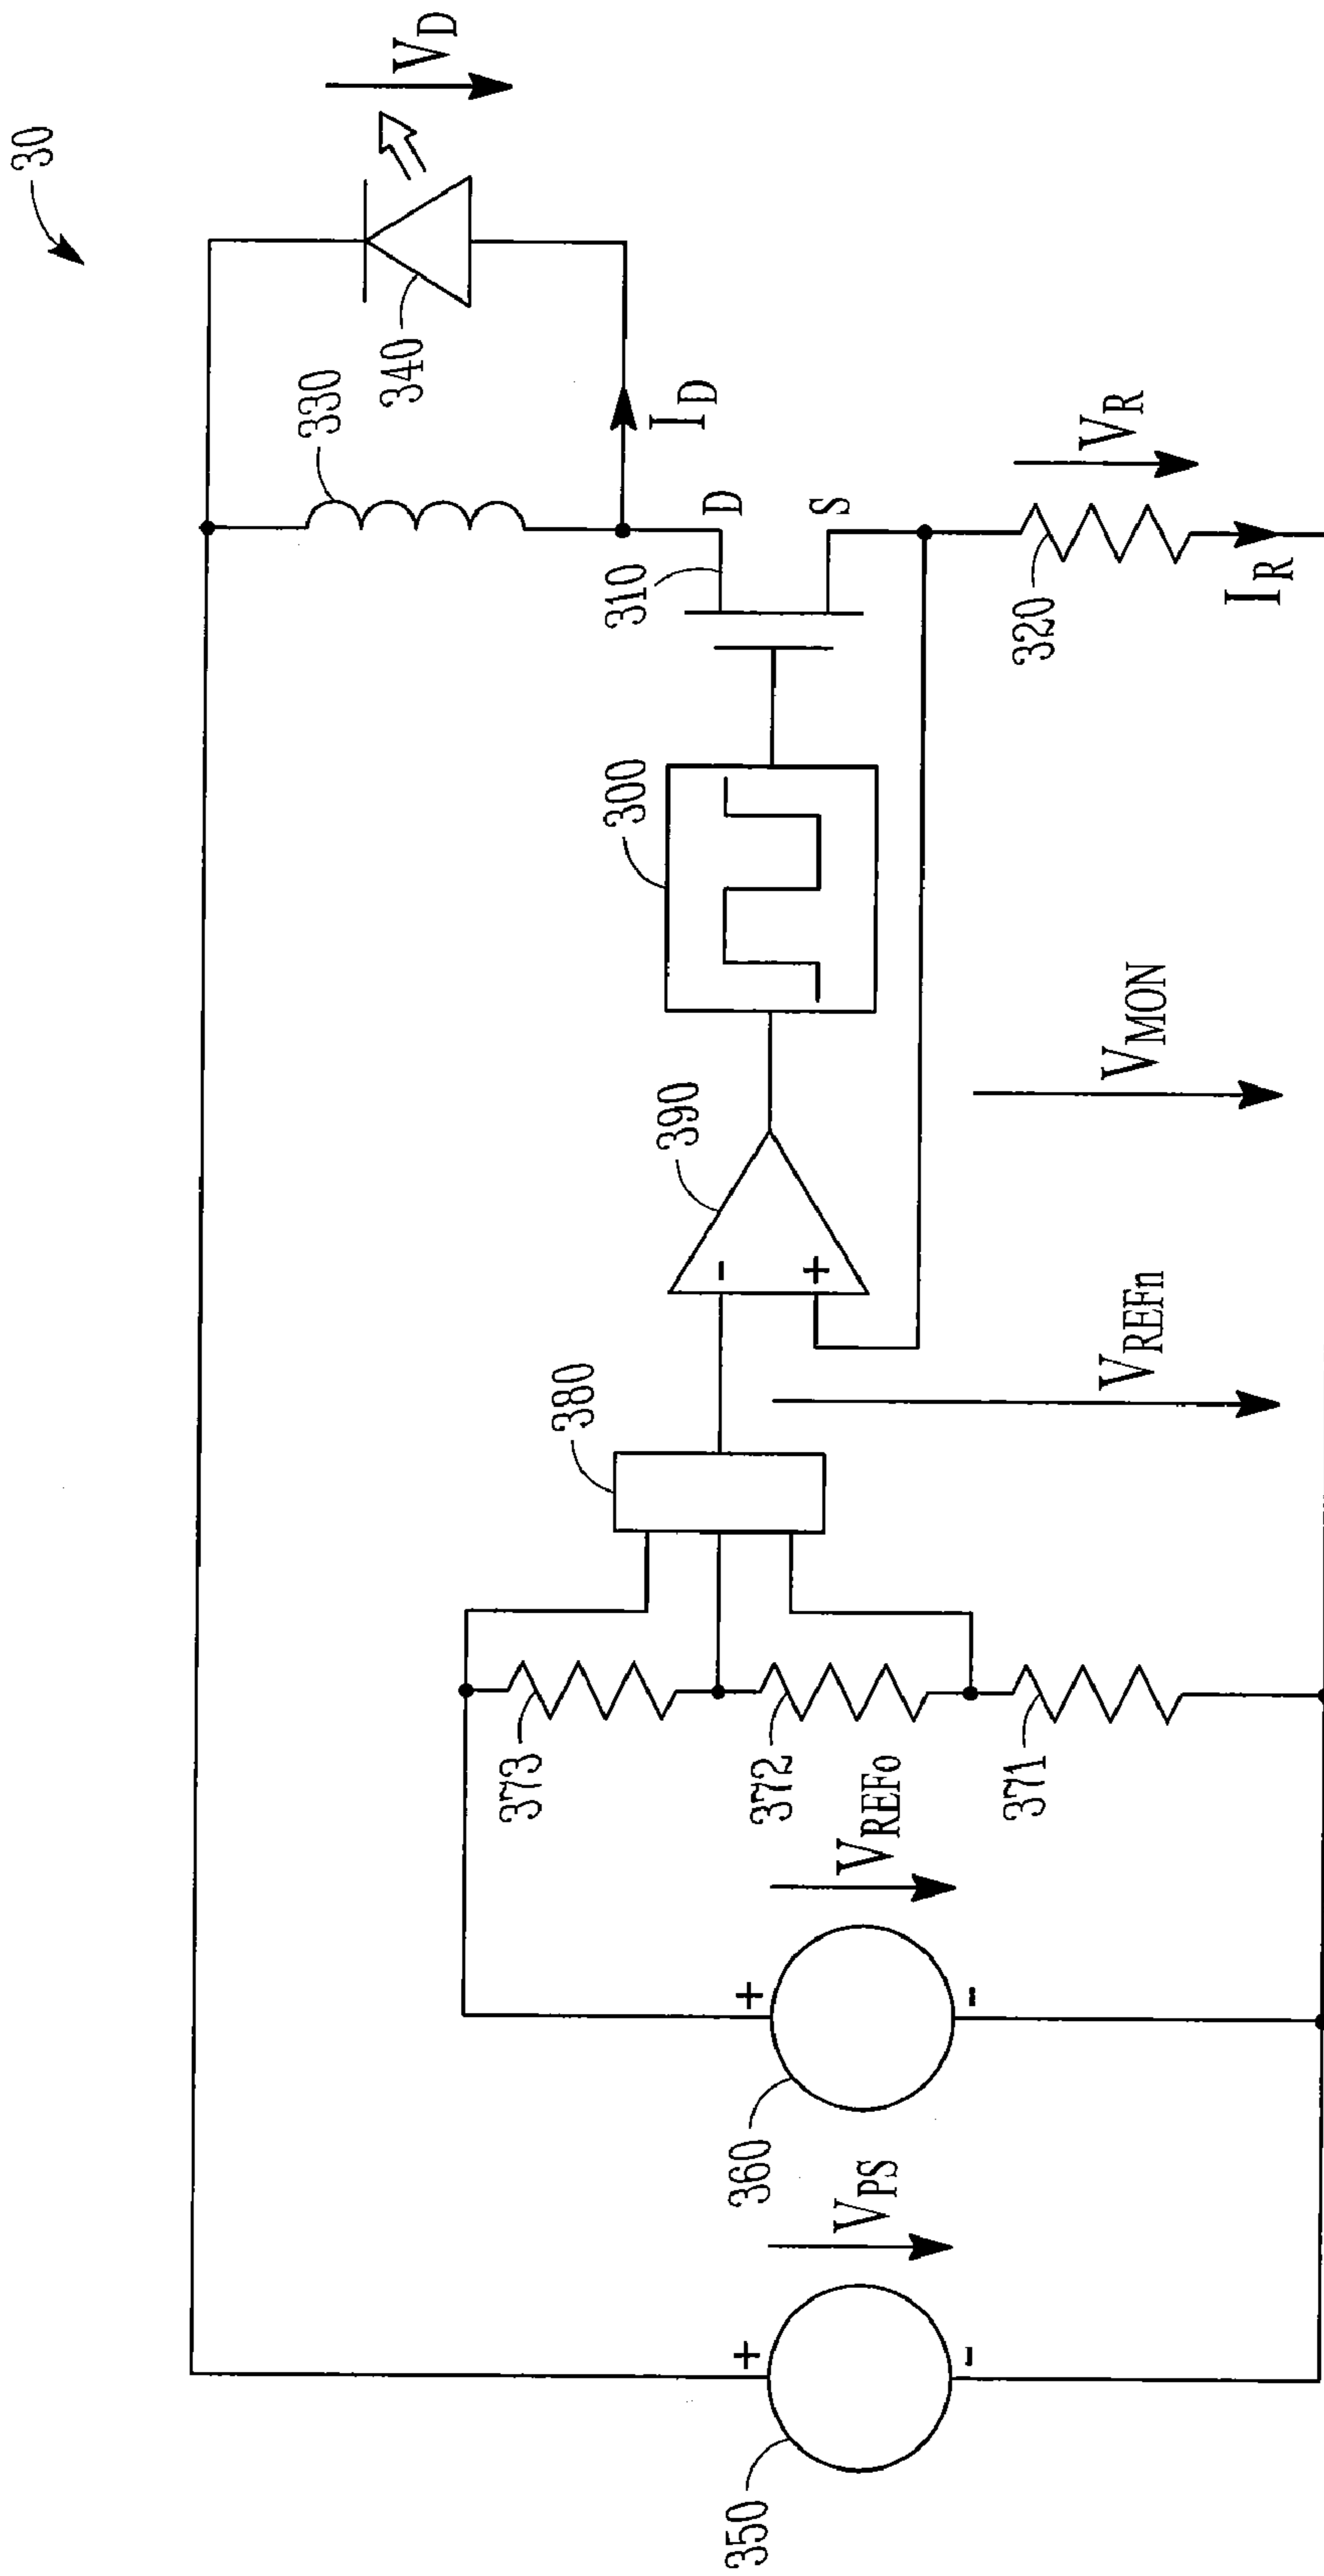 30
V_D
340
330
I_D
D
S
310
V_R
320
I_R
300
V_MON
390
-
+
V_REFn
380
373
372
371
V_REFo
+
-
360
V_PS
+
-
350